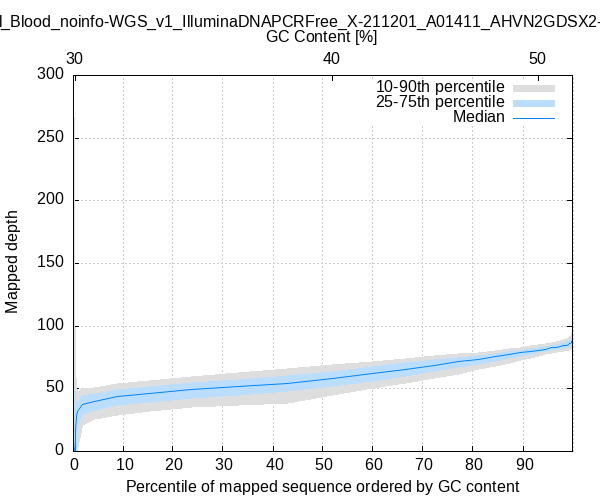 l_Blood_noinfo-WGS_v1_IlluminaDNAPCRFree_X-211201_A01411_AHVN2GDSX2-
GC Content [%]
30 40 50
300
250
200
150
100
50
0
Mapped depth
10-90th percentile
25-75th percentile
Median
0 10 20 30 40 50 60 70 80 90
Percentile of mapped sequence ordered by GC content